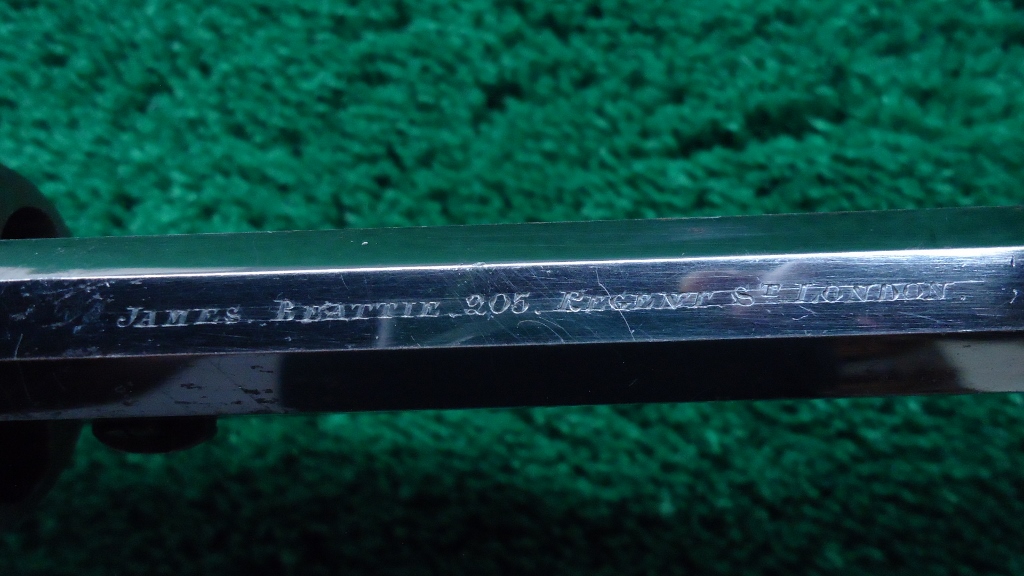 JAMES BEATTIE. 205. REGENT ST LONDON.